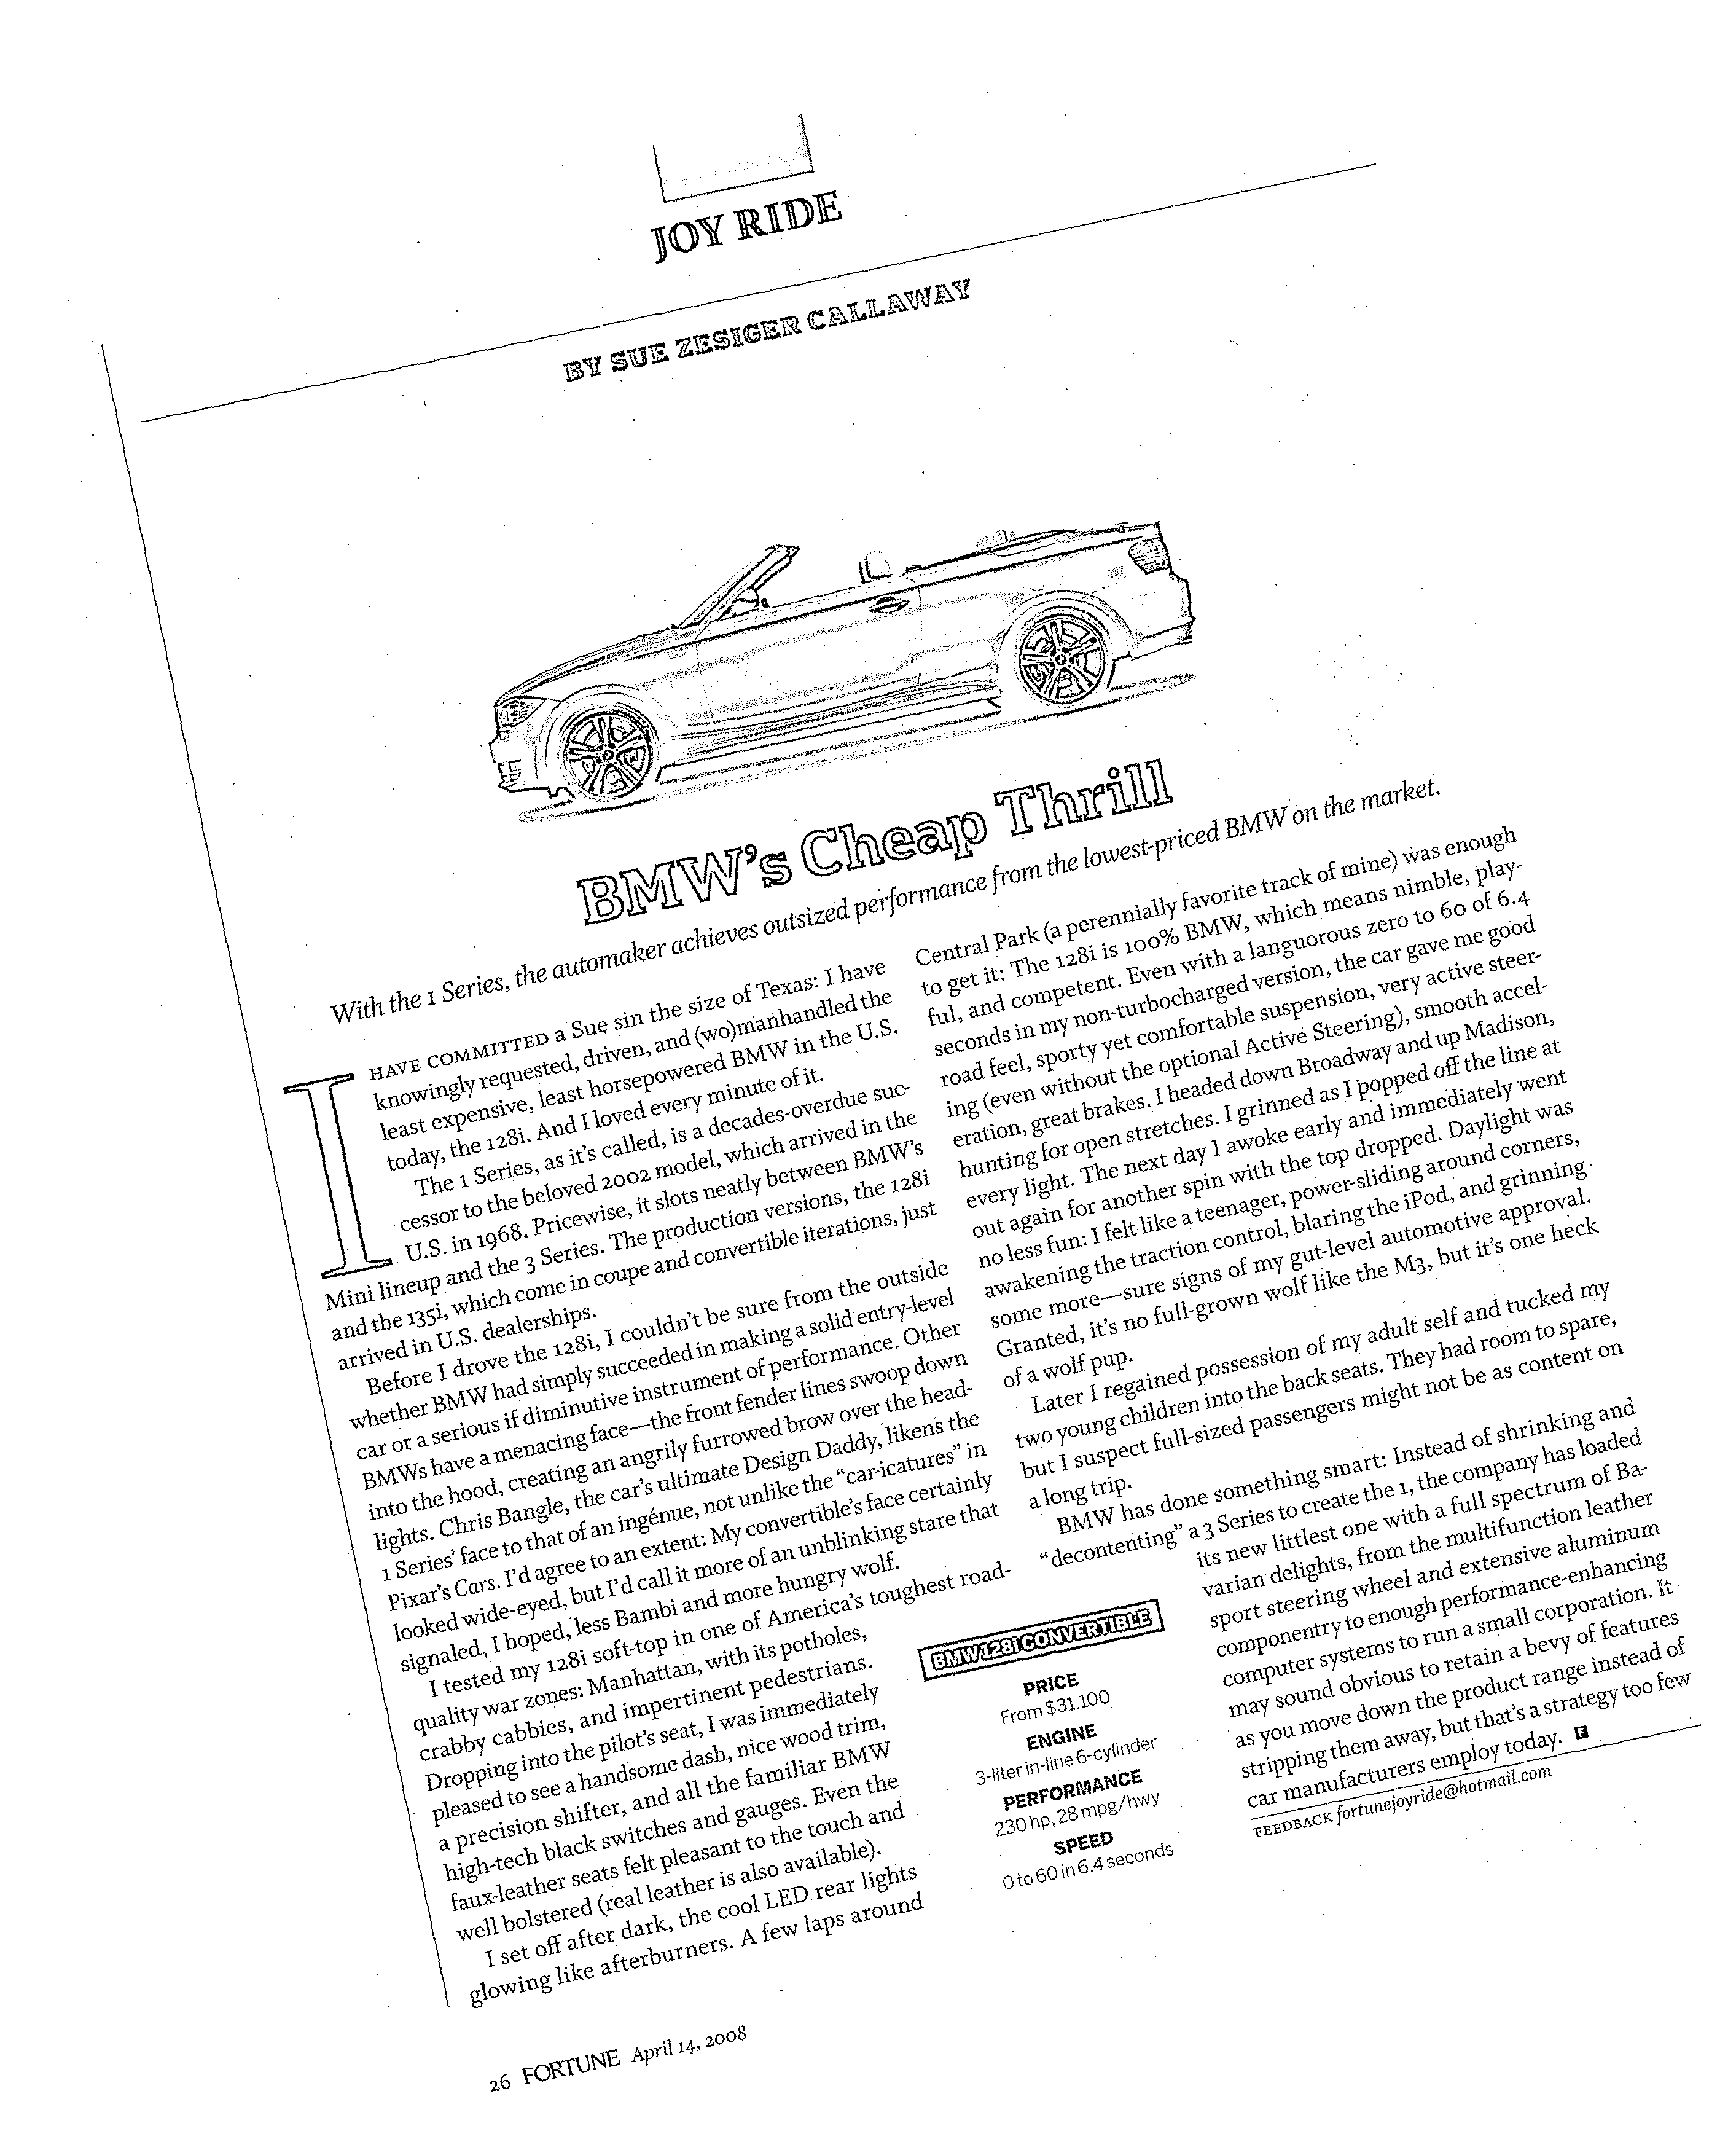 JOY RIDE
BY SUE ZESIGER CALLAWAY
BMW's Cheap Thrill
With the 1 Series, the automaker achieves outsized performance from the lowest-priced BMW on the market.
I HAVE COMMITTED a Sue sin the size of Texas: I have
knowingly requested, driven, and (wo)manhandled the
least expensive, least horsepowered BMW in the U.S.
today, the 128i. And I loved every minute of it.
The 1 Series, as it's called, is a decades-overdue suc-
cessor to the beloved 2002 model, which arrived in the
U.S. in 1968. Pricewise, it slots neatly between BMW's
Mini lineup and the 3 Series. The production versions, the 128i
and the 135i, which come in coupe and convertible iterations, just
arrived in U.S. dealerships.
Before I drove the 128i, I couldn't be sure from the outside
whether BMW had simply succeeded in making a solid entry-level
car or a serious if diminutive instrument of performance. Other
BMWs have a menacing face—the front fender lines swoop down
into the hood, creating an angrily furrowed brow over the head-
lights. Chris Bangle, the car's ultimate Design Daddy, likens the
1 Series' face to that of an ingénue, not unlike the "car-icatures" in
Pixar's Cars. I'd agree to an extent: My convertible's face certainly
looked wide-eyed, but I'd call it more of an unblinking stare that
signaled, I hoped, less Bambi and more hungry wolf.
I tested my 128i soft-top in one of America's toughest road-
quality war zones: Manhattan, with its potholes,
crabby cabbies, and impertinent pedestrians.
Dropping into the pilot's seat, I was immediately
pleased to see a handsome dash, nice wood trim,
a precision shifter, and all the familiar BMW
high-tech black switches and gauges. Even the
faux-leather seats felt pleasant to the touch and
well bolstered (real leather is also available).
I set off after dark, the cool LED rear lights
glowing like afterburners. A few laps around
Central Park (a perennially favorite track of mine) was enough
to get it: The 128i is 100% BMW, which means nimble, play-
ful, and competent. Even with a languorous zero to 60 of 6.4
seconds in my non-turbocharged version, the car gave me good
road feel, sporty yet comfortable suspension, very active steer-
ing (even without the optional Active Steering), smooth accel-
eration, great brakes. I headed down Broadway and up Madison,
hunting for open stretches. I grinned as I popped off the line at
every light. The next day I awoke early and immediately went
out again for another spin with the top dropped. Daylight was
no less fun: I felt like a teenager, power-sliding around corners,
awakening the traction control, blaring the iPod, and grinning
some more—sure signs of my gut-level automotive approval.
Granted, it's no full-grown wolf like the M3, but it's one heck
of a wolf pup.
Later I regained possession of my adult self and tucked my
two young children into the back seats. They had room to spare,
but I suspect full-sized passengers might not be as content on
a long trip.
BMW has done something smart: Instead of shrinking and
"decontenting" a 3 Series to create the 1, the company has loaded
its new littlest one with a full spectrum of Ba-
varian delights, from the multifunction leather
sport steering wheel and extensive aluminum
componentry to enough performance-enhancing
computer systems to run a small corporation. It
may sound obvious to retain a bevy of features
as you move down the product range instead of
stripping them away, but that's a strategy too few
car manufacturers employ today. F
FEEDBACK fortunejoyride@hotmail.com
BMW 128i CONVERTIBLE
PRICE
From $31,100
ENGINE
3-liter in-line 6-cylinder
PERFORMANCE
230 hp, 28 mpg/hwy
SPEED
0 to 60 in 6.4 seconds
26 FORTUNE April 14, 2008